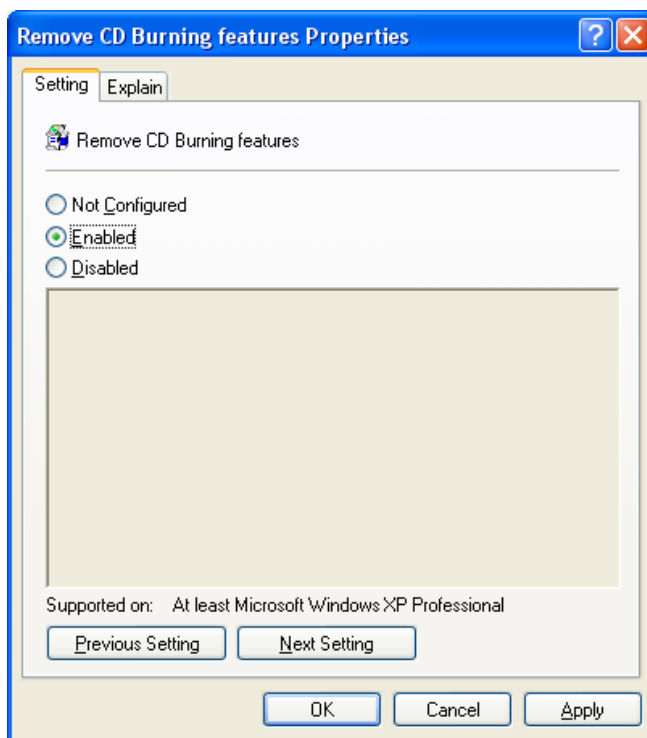 Remove CD Burning features Properties
Setting Explain
Remove CD Burning features
Not Configured
Enabled
Disabled
Supported on: At least Microsoft Windows XP Professional
Previous Setting Next Setting
OK Cancel Apply